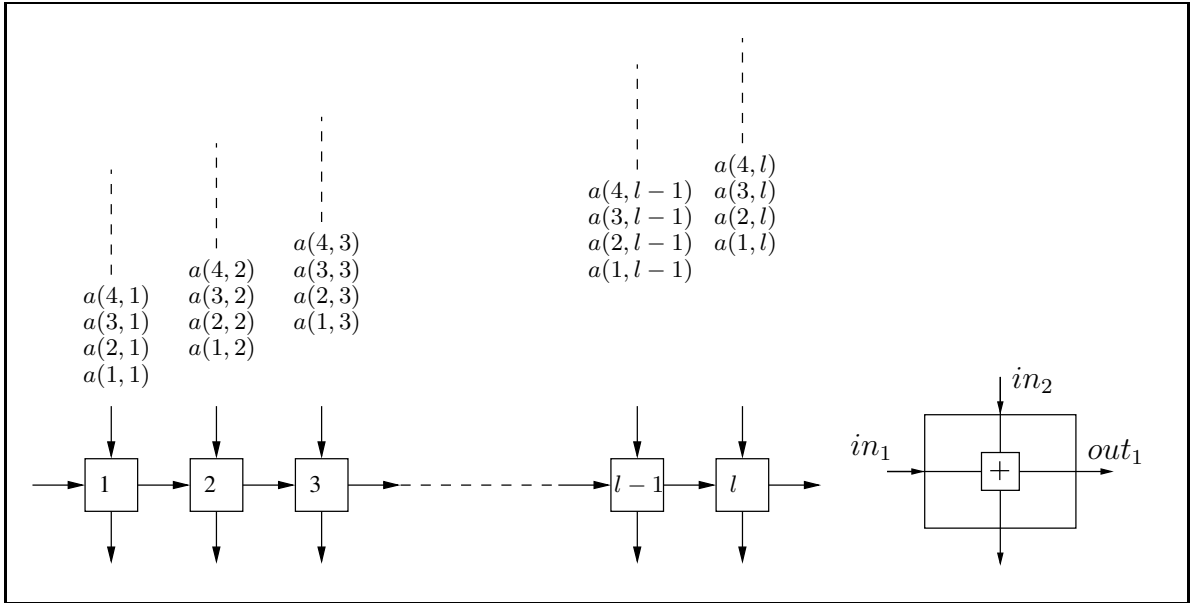 a(4, 1)
a(3, 1)
a(2, 1)
a(1, 1)
a(4, 2)
a(3, 2)
a(2, 2)
a(1, 2)
a(4, 3)
a(3, 3)
a(2, 3)
a(1, 3)
a(4, l − 1)
a(3, l − 1)
a(2, l − 1)
a(1, l − 1)
a(4, l)
a(3, l)
a(2, l)
a(1, l)
1
2
3
l − 1
l
in₂
in₁
+
out₁